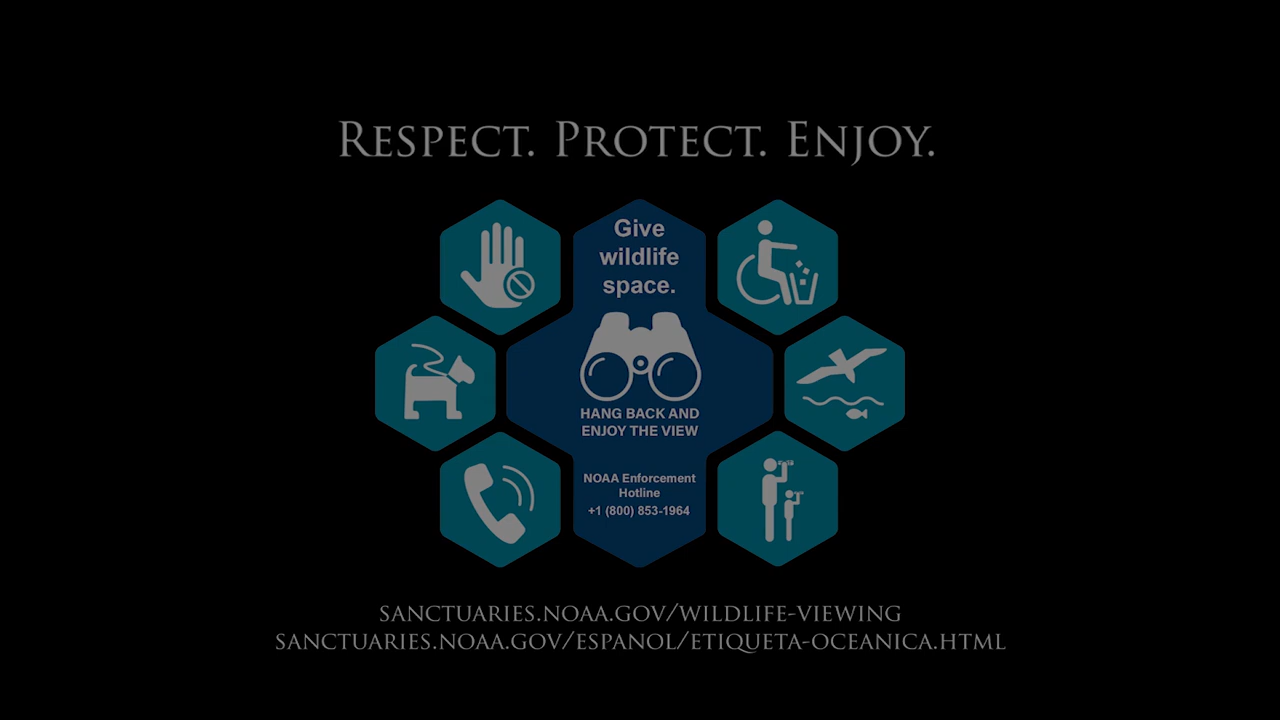 Respect. Protect. Enjoy.
Give
wildlife
space.
HANG BACK AND
ENJOY THE VIEW
NOAA Enforcement
Hotline
+1 (800) 853-1964
SANCTUARIES.NOAA.GOV/WILDLIFE-VIEWING
SANCTUARIES.NOAA.GOV/ESPANOL/ETIQUETA-OCEANICA.HTML